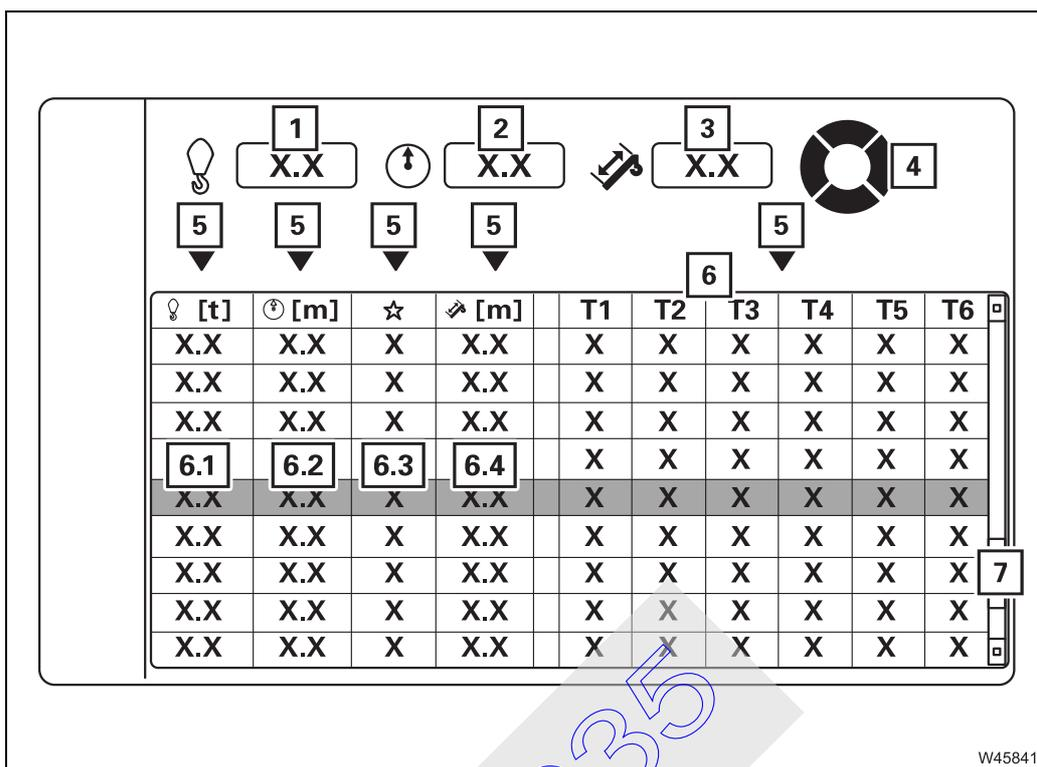 1 2 3
X.X X.X X.X 4
5 5 5 5 5
6
[t] [m] ☆ [m] T1 T2 T3 T4 T5 T6
X.X X.X X X.X X X X X X X
X.X X.X X X.X X X X X X X
X.X X.X X X.X X X X X X X
6.1 6.2 6.3 6.4 X X X X X X
X.X X.X X X.X X X X X X X
X.X X.X X X.X X X X X X X
X.X X.X X X.X X X X X X X 7
X.X X.X X X.X X X X X X X
X.X X.X X X.X X X X X X X
35
W45841